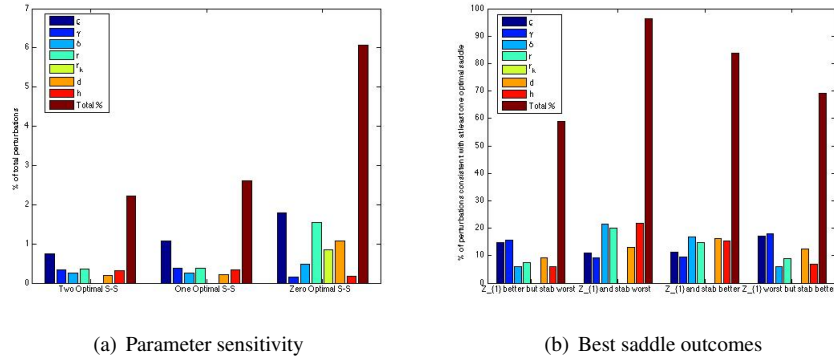 7
6
5
4
3
2
1
0
% of total perturbations
ς
γ
δ
r
r_k
d
h
Total %
Two Optimal S-S
One Optimal S-S
Zero Optimal S-S
(a) Parameter sensitivity
100
90
80
70
60
50
40
30
20
10
0
% of perturbations consistent with atleast one optimal saddle
ς
γ
δ
r
r_k
d
h
Total %
Z_(1) better but stab worst
Z_(1) and stab worst
Z_(1) and stab better
Z_(1) worst but stab better
(b) Best saddle outcomes